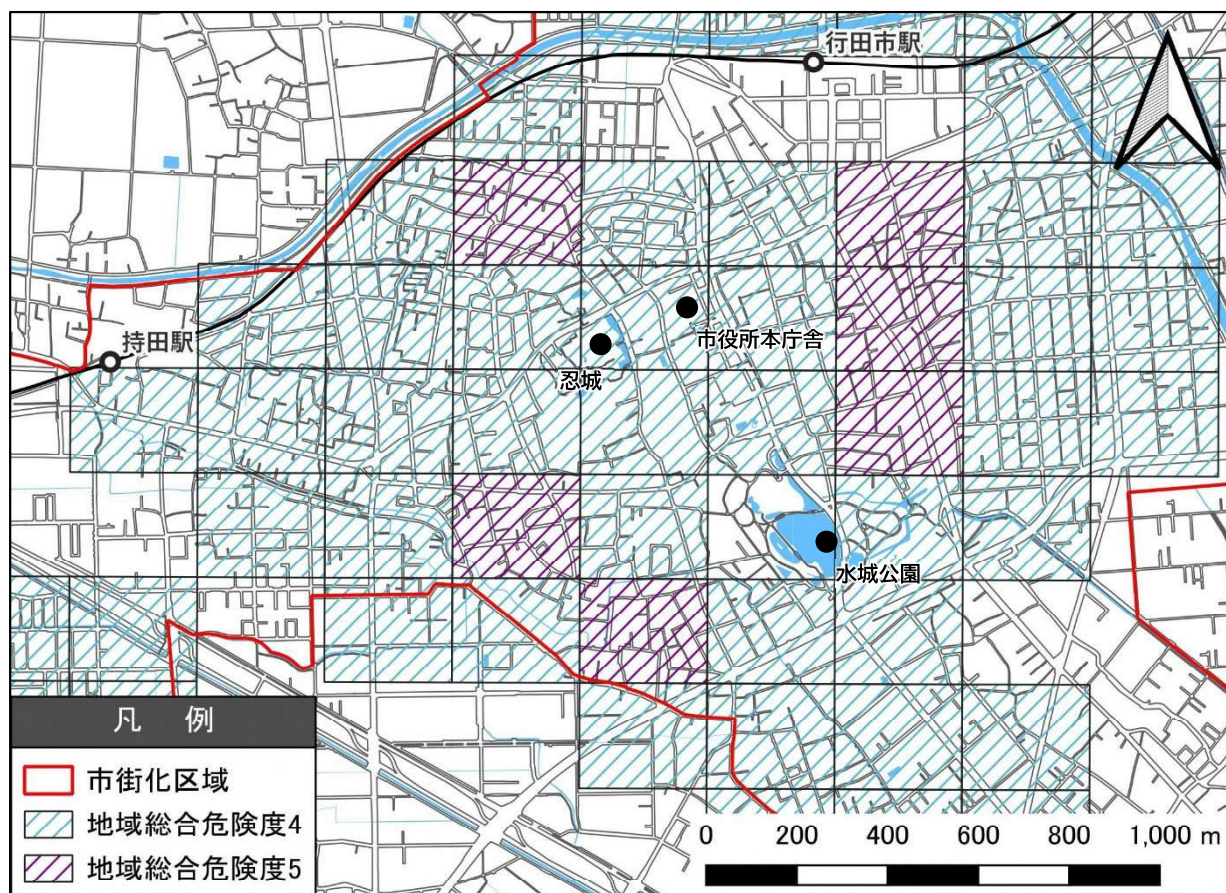 行田市駅
持田駅
市役所本庁舎
忍城
水城公園
凡 例
市街化区域
地域総合危険度4
地域総合危険度5
0 200 400 600 800 1,000 m